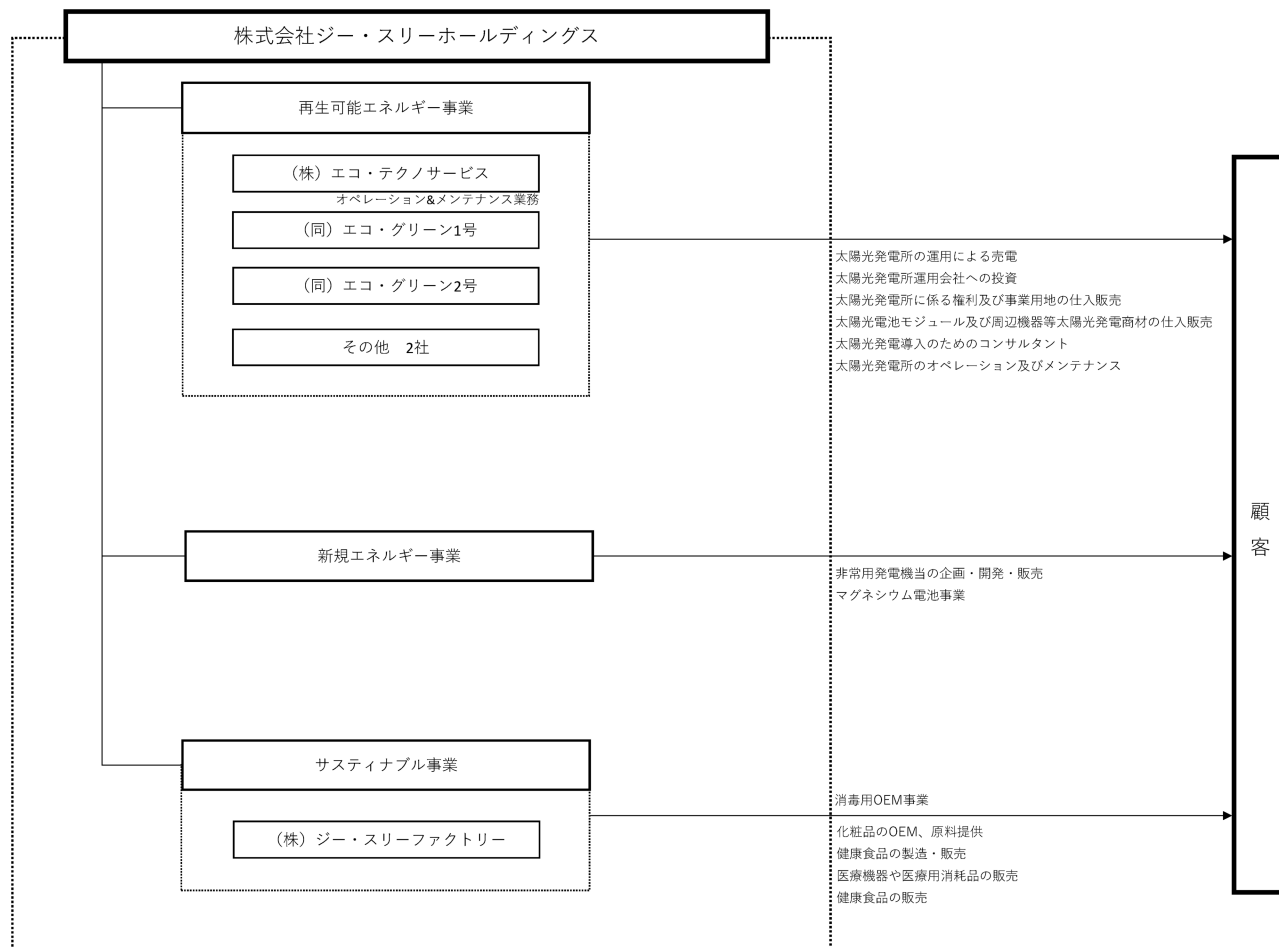 株式会社ジー・スリーホールディングス
再生可能エネルギー事業
（株）エコ・テクノサービス
オペレーション&メンテナンス業務
（同）エコ・グリーン1号
（同）エコ・グリーン2号
その他　2社
太陽光発電所の運用による売電
太陽光発電所運用会社への投資
太陽光発電所に係る権利及び事業用地の仕入販売
太陽光電池モジュール及び周辺機器等太陽光発電商材の仕入販売
太陽光発電導入のためのコンサルタント
太陽光発電所のオペレーション及びメンテナンス
新規エネルギー事業
非常用発電機当の企画・開発・販売
マグネシウム電池事業
サスティナブル事業
（株）ジー・スリーファクトリー
消毒用OEM事業
化粧品のOEM、原料提供
健康食品の製造・販売
医療機器や医療用消耗品の販売
健康食品の販売
顧客